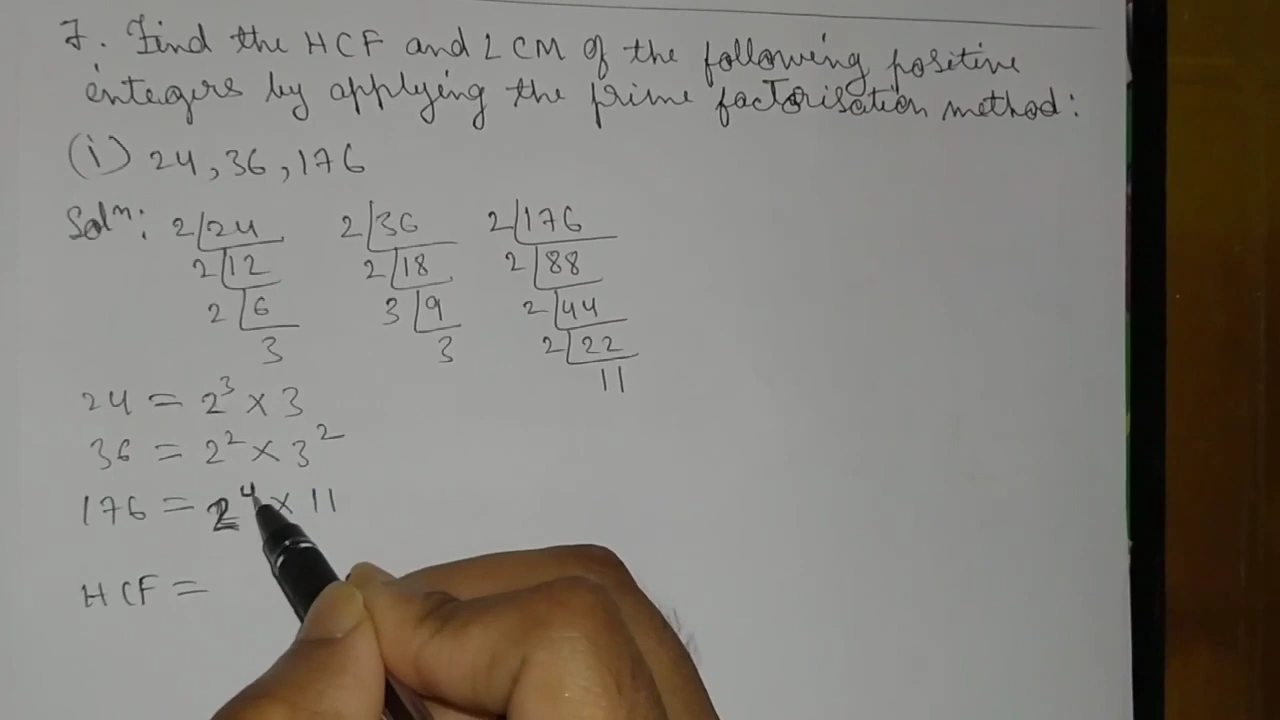 7. Find the HCF and LCM of the following positive
integers by applying the prime factorisation method:
(i) 24, 36, 176
Solⁿ: 2 24 2 36 2 176
2 12 2 18 2 88
2 6 3 9 2 44
3 3 2 22
11
24 = 2³ × 3
36 = 2² × 3²
176 = 2⁴ × 11
HCF =